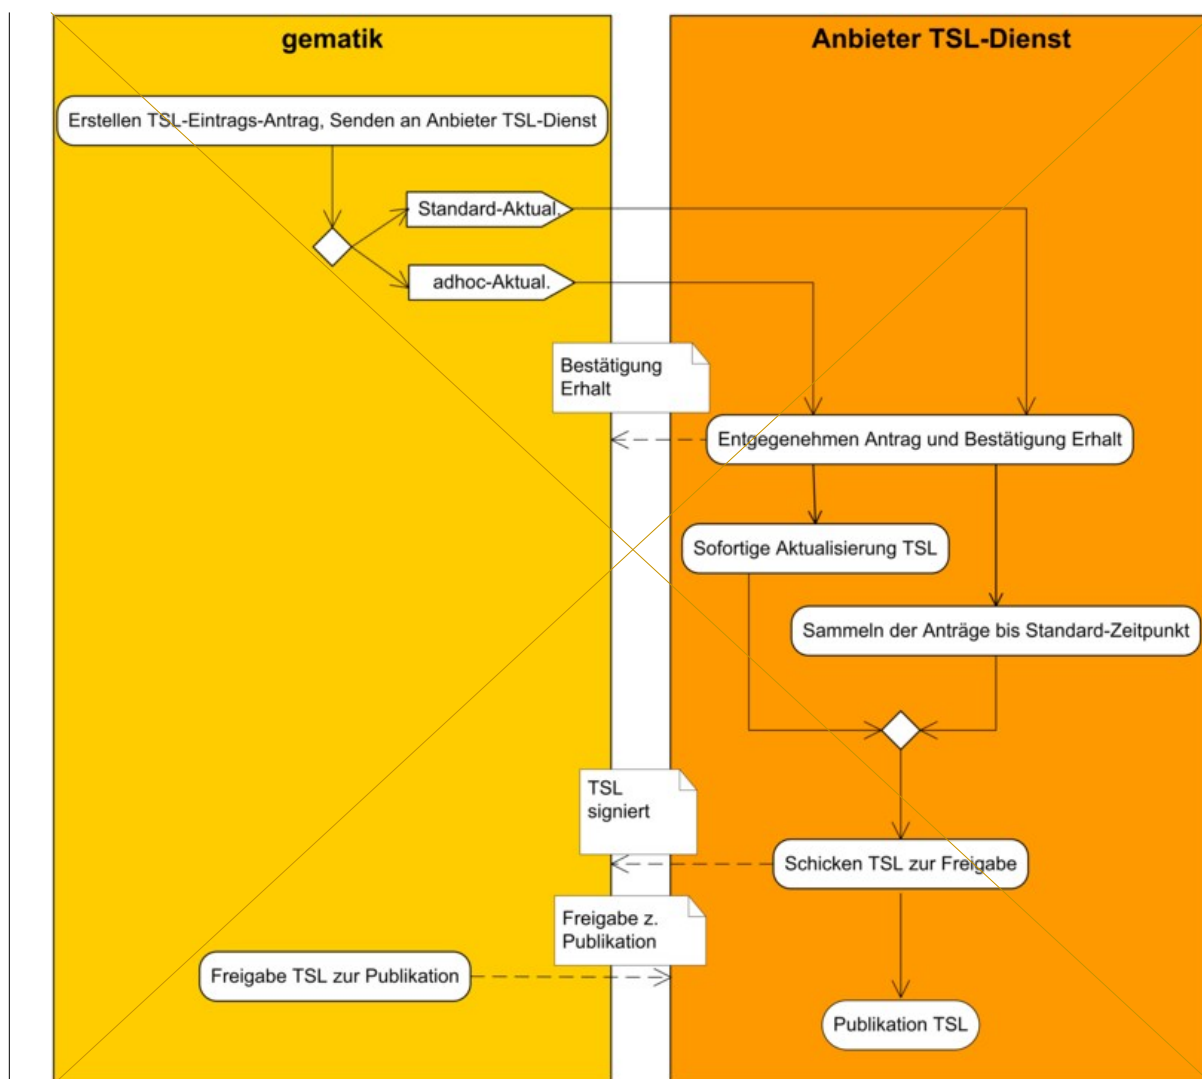 gematik
Anbieter TSL-Dienst
Erstellen TSL-Eintrags-Antrag, Senden an Anbieter TSL-Dienst
Standard-Aktual.
adhoc-Aktual.
Bestätigung
Erhalt
Entgegenehmen Antrag und Bestätigung Erhalt
Sofortige Aktualisierung TSL
Sammeln der Anträge bis Standard-Zeitpunkt
TSL
signiert
Schicken TSL zur Freigabe
Freigabe z.
Publikation
Freigabe TSL zur Publikation
Publikation TSL